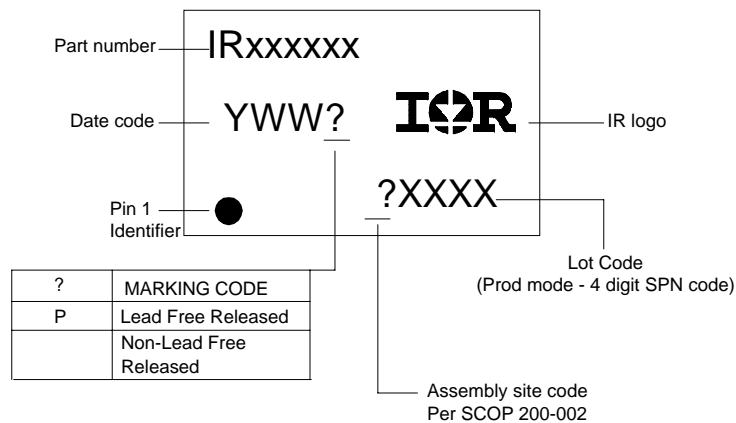 Part number
IRxxxxxx
Date code
YWW?
IOR
IR logo
Pin 1
Identifier
?XXXX
Lot Code
(Prod mode - 4 digit SPN code)
? MARKING CODE
P Lead Free Released
Non-Lead Free
Released
Assembly site code
Per SCOP 200-002